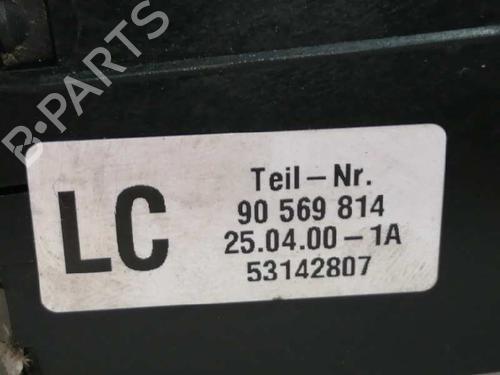 B-PARTS
LC
Teil-Nr.
90 569 814
25.04.00-1A
53142807